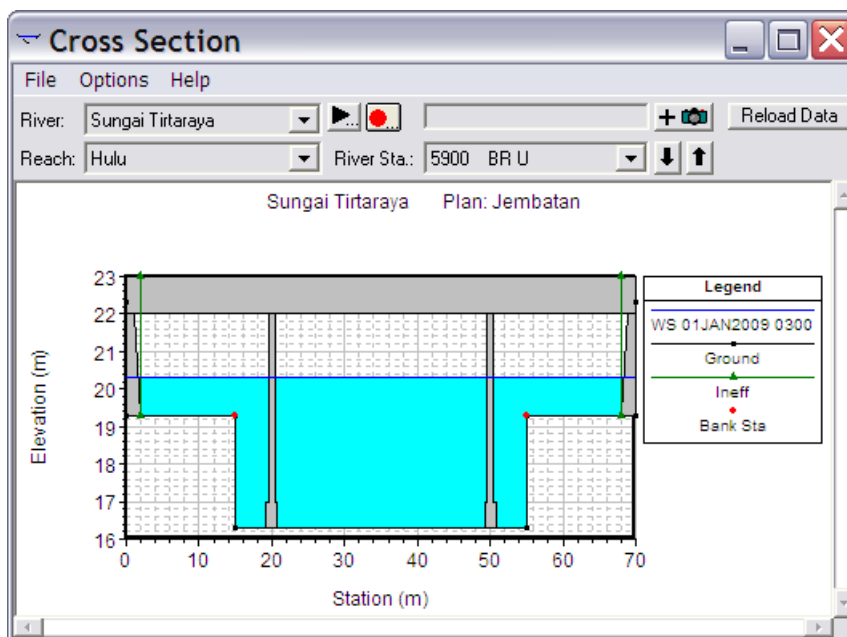 Cross Section
File Options Help
River: Sungai Tirtaraya ... ... + Reload Data
Reach: Hulu River Sta.: 5900 BR U
Sungai Tirtaraya Plan: Jembatan
23
22
21
20
19
18
17
16
Elevation (m)
0 10 20 30 40 50 60 70
Station (m)
Legend
WS 01JAN2009 0300
Ground
Ineff
Bank Sta